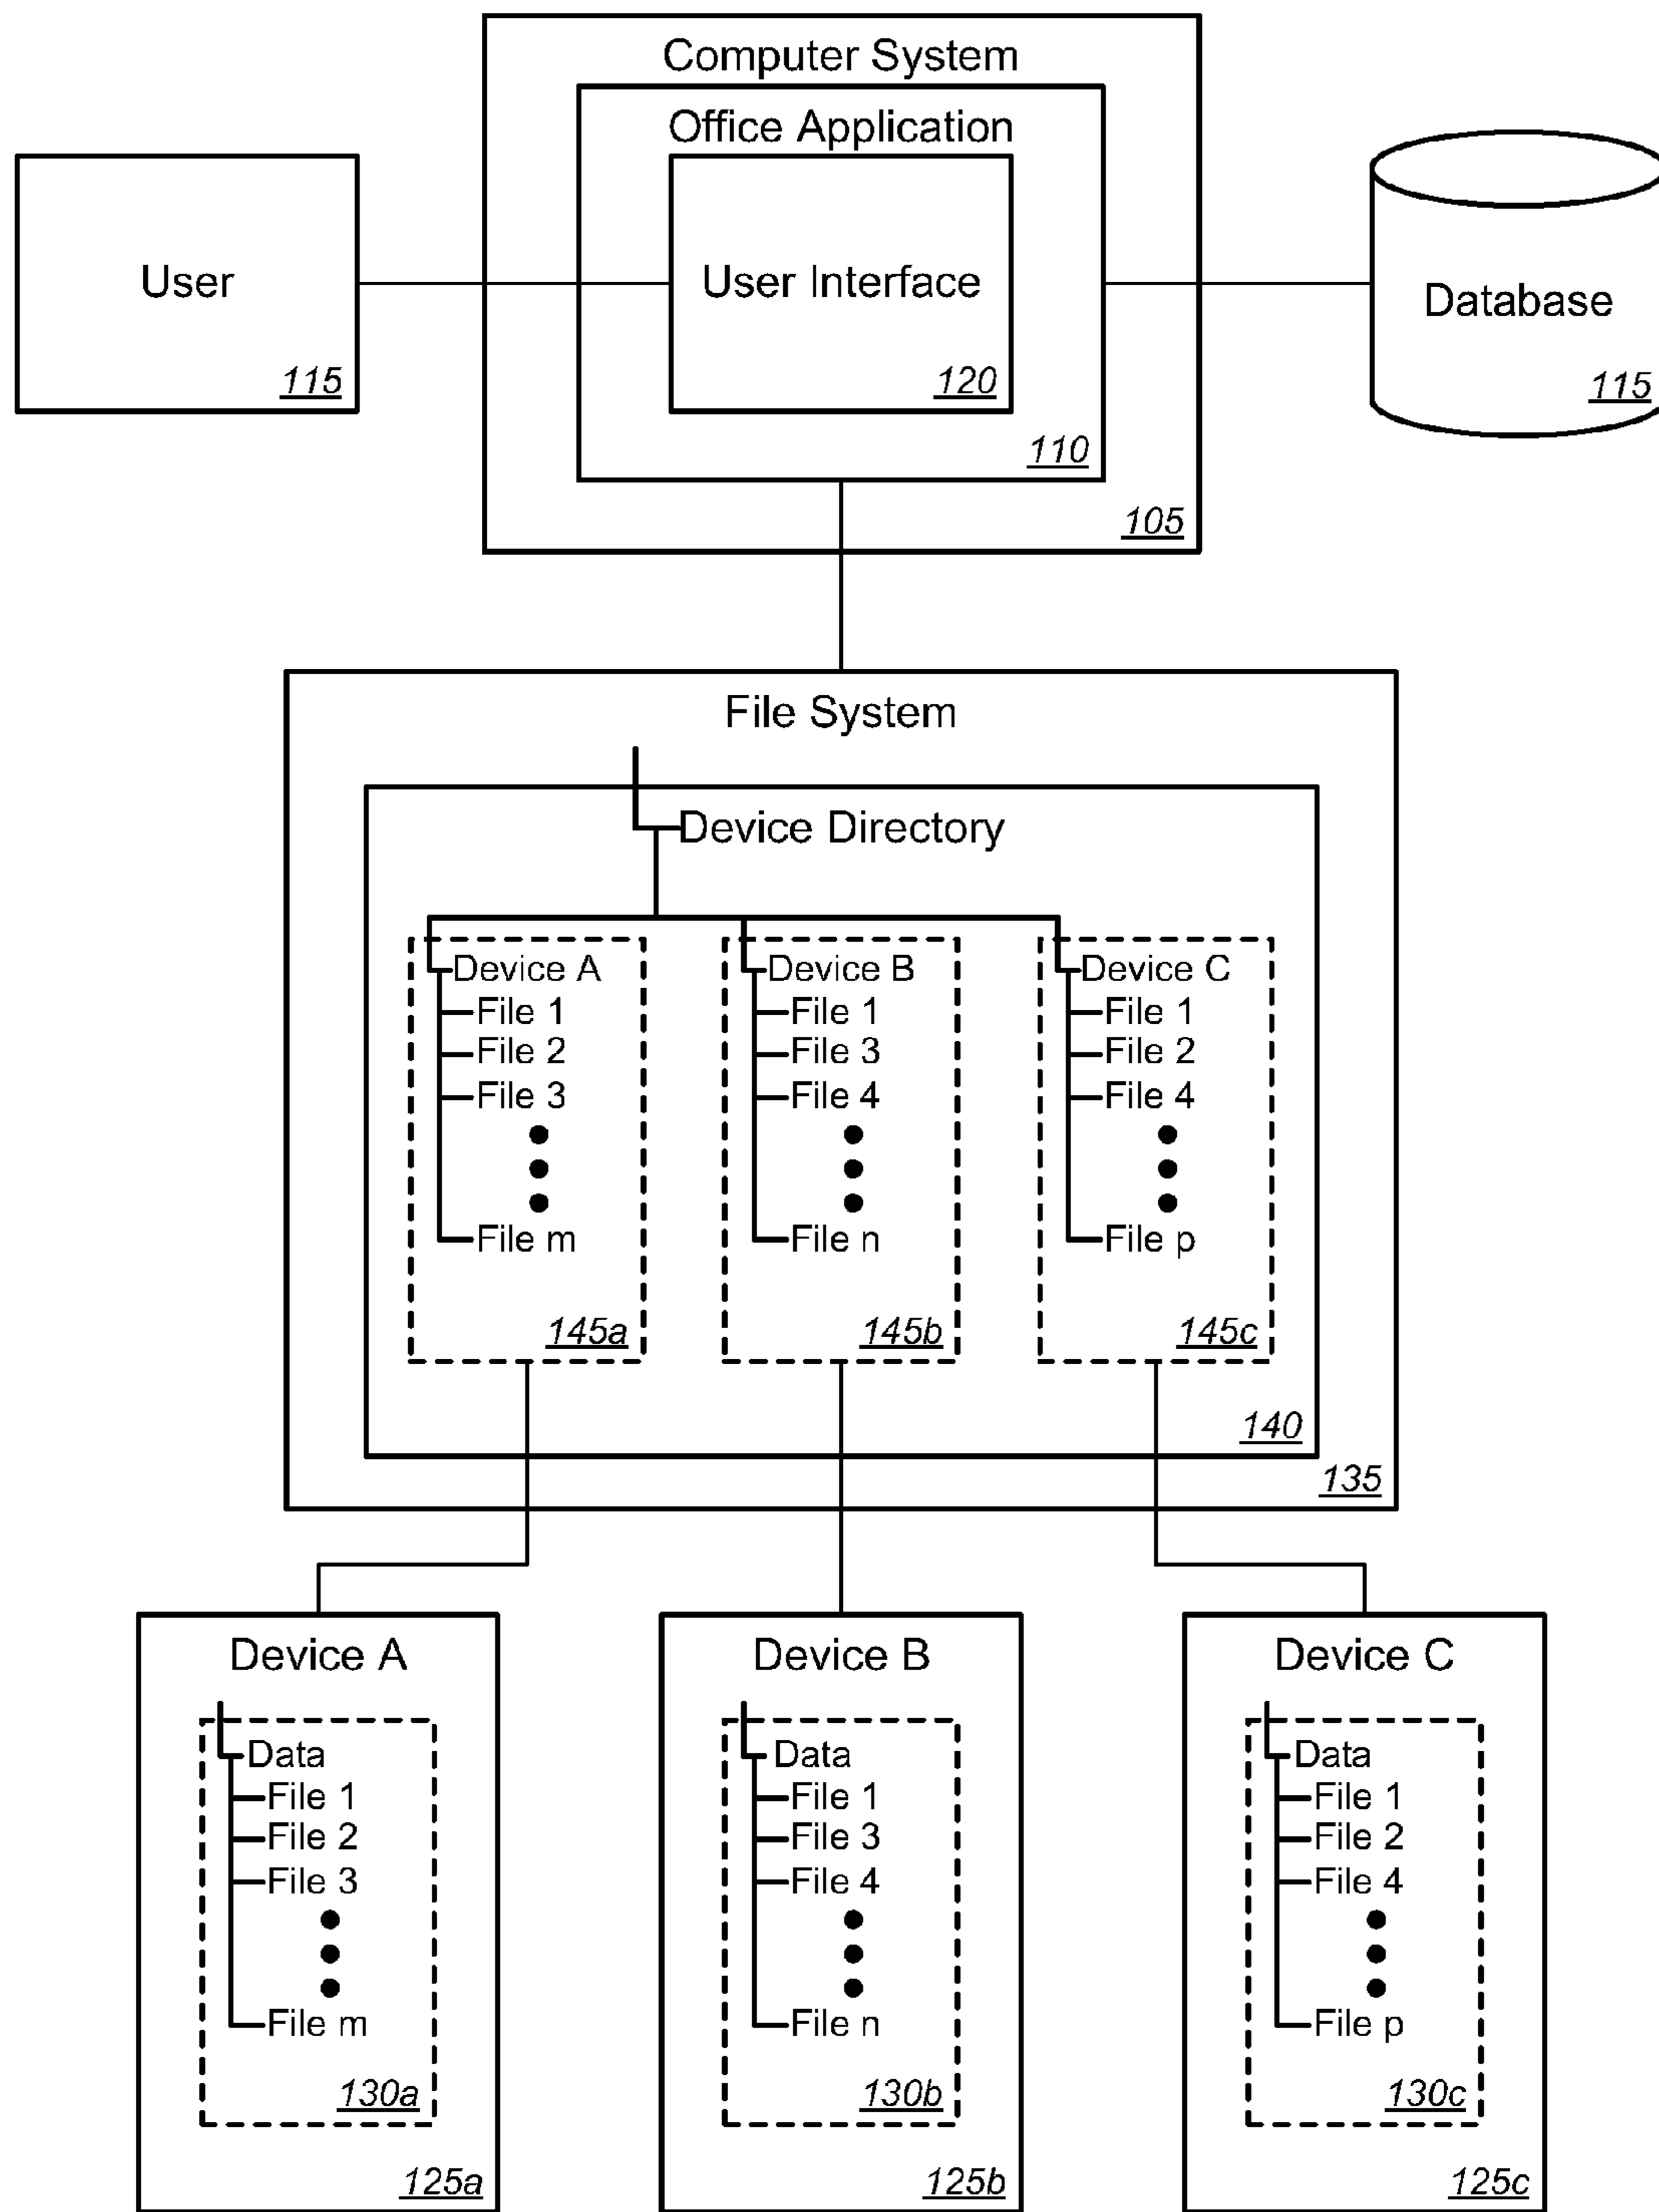 Computer System
Office Application
User
115
User Interface
120
110
105
Database
115
File System
Device Directory
Device A
File 1
File 2
File 3
File m
145a
Device B
File 1
File 3
File 4
File n
145b
Device C
File 1
File 2
File 4
File p
145c
140
135
Device A
Data
File 1
File 2
File 3
File m
130a
125a
Device B
Data
File 1
File 3
File 4
File n
130b
125b
Device C
Data
File 1
File 2
File 4
File p
130c
125c